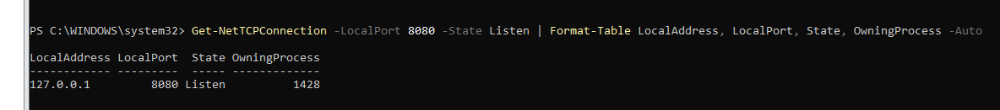 PS C:\WINDOWS\system32> Get-NetTCPConnection -LocalPort 8080 -State Listen | Format-Table LocalAddress, LocalPort, State, OwningProcess -Auto
LocalAddress LocalPort  State OwningProcess
------------ ---------  ----- -------------
127.0.0.1         8080 Listen          1428